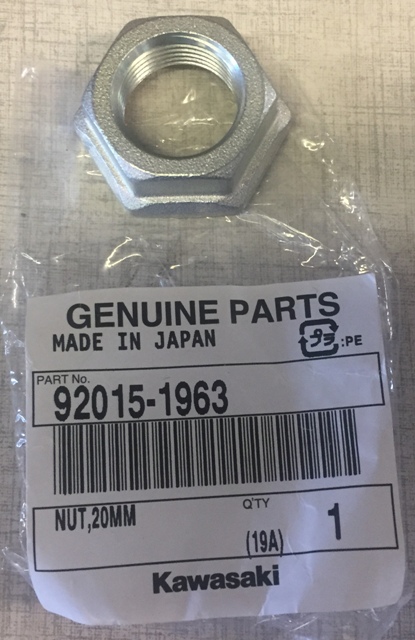 GENUINE PARTS
MADE IN JAPAN
プラ :PE
PART No.
92015-1963
NUT,20MM
Q'TY
(19A)
1
Kawasaki